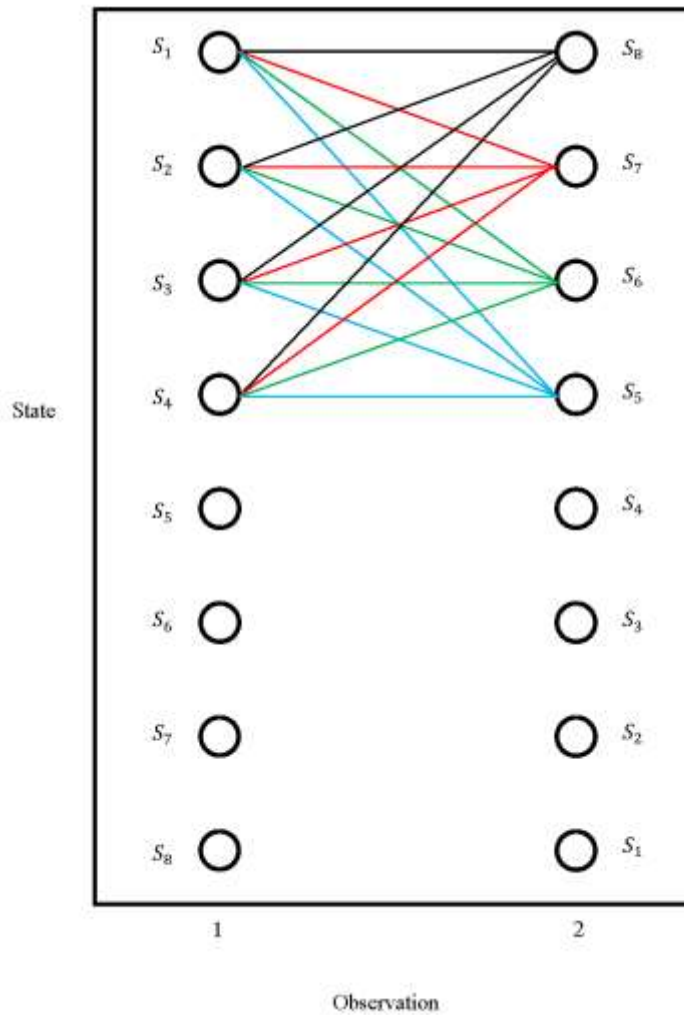 S₁ S₈
S₂ S₇
S₃ S₆
S₄ S₅
State
S₅ S₄
S₆ S₃
S₇ S₂
S₈ S₁
1 2
Observation